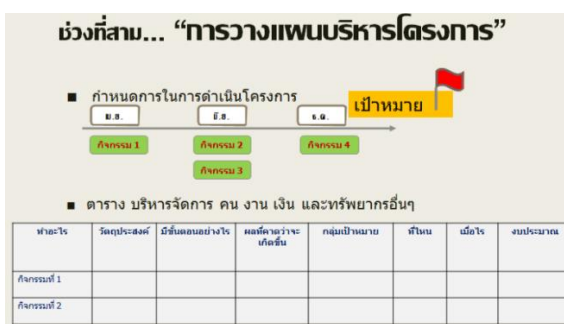 ช่วงที่สาม... “การวางแผนบริหารโครงการ”
▪ กำหนดการในการดำเนินโครงการ
เป้าหมาย
ม.ย. มิ.ย. ธ.ค.
กิจกรรม 1 กิจกรรม 2 กิจกรรม 4
กิจกรรม 3
▪ ตาราง บริหารจัดการ คน งาน เงิน และทรัพยากรอื่นๆ
ทำอะไร วัตถุประสงค์ มีขั้นตอนอย่างไร ผลที่คาดว่าจะเกิดขึ้น กลุ่มเป้าหมาย ที่ไหน เมื่อไร งบประมาณ
กิจกรรมที่ 1
กิจกรรมที่ 2